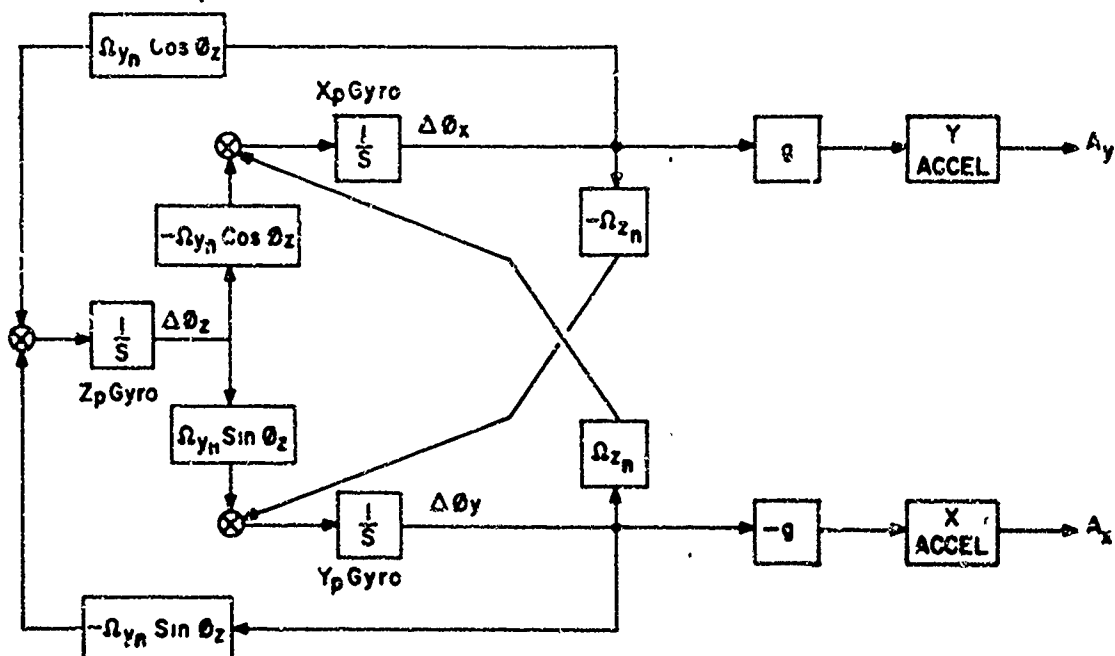 Ωyn Cos Øz
Xp Gyro
1/S
ΔØx
g
Y
ACCEL
Ay
-Ωyn Cos Øz
-Ωzn
1/S
ΔØz
Zp Gyro
Ωyn Sin Øz
Ωzn
1/S
ΔØy
Yp Gyro
-g
X
ACCEL
Ax
-Ωyn Sin Øz